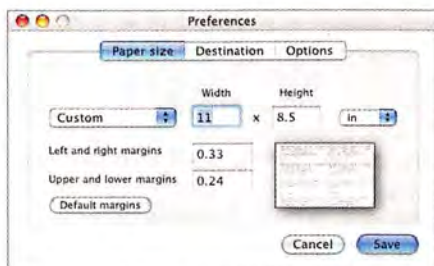 Preferences
Paper size Destination Options
Width Height
Custom 11 x 8.5 in
Left and right margins 0.33
Upper and lower margins 0.24
Default margins
Cancel Save